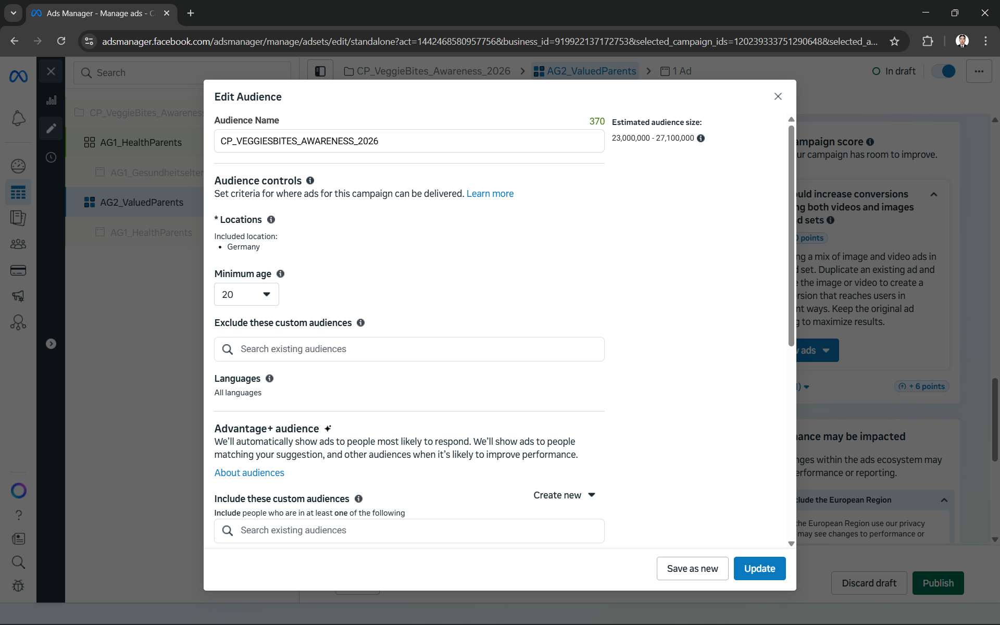 Ads Manager - Manage ads - C
adsmanager.facebook.com/adsmanager/manage/adsets/edit/standalone?act=1442468580957756&business_id=919922137172753&selected_campaign_ids=120239333751290648&selected_a...
Search
CP_VeggieBites_Awareness_2026
AG2_ValuedParents
1 Ad
In draft
CP_VeggieBites_Awareness
AG1_HealthParents
AG1_Gesundheitselter
AG2_ValuedParents
AG1_HealthParents
Edit Audience
Audience Name
370
CP_VEGGIESBITES_AWARENESS_2026
Estimated audience size:
23,000,000 - 27,100,000
Audience controls
Set criteria for where ads for this campaign can be delivered. Learn more
* Locations
Included location:
• Germany
Minimum age
20
Exclude these custom audiences
Search existing audiences
Languages
All languages
Advantage+ audience
We'll automatically show ads to people most likely to respond. We'll show ads to people
matching your suggestion, and other audiences when it's likely to improve performance.
About audiences
Include these custom audiences
Create new
Include people who are in at least one of the following
Search existing audiences
Save as new
Update
mpaign score
ur campaign has room to improve.
uld increase conversions
ng both videos and images
d sets
0 points
ng a mix of image and video ads in
d set. Duplicate an existing ad and
e the image or video to create a
rsion that reaches users in
nt ways. Keep the original ad
g to maximize results.
ads
+ 6 points
ance may be impacted
nges within the ads ecosystem may
erformance or reporting.
clude the European Region
the European Region use our privacy
may see changes to performance or
Discard draft
Publish